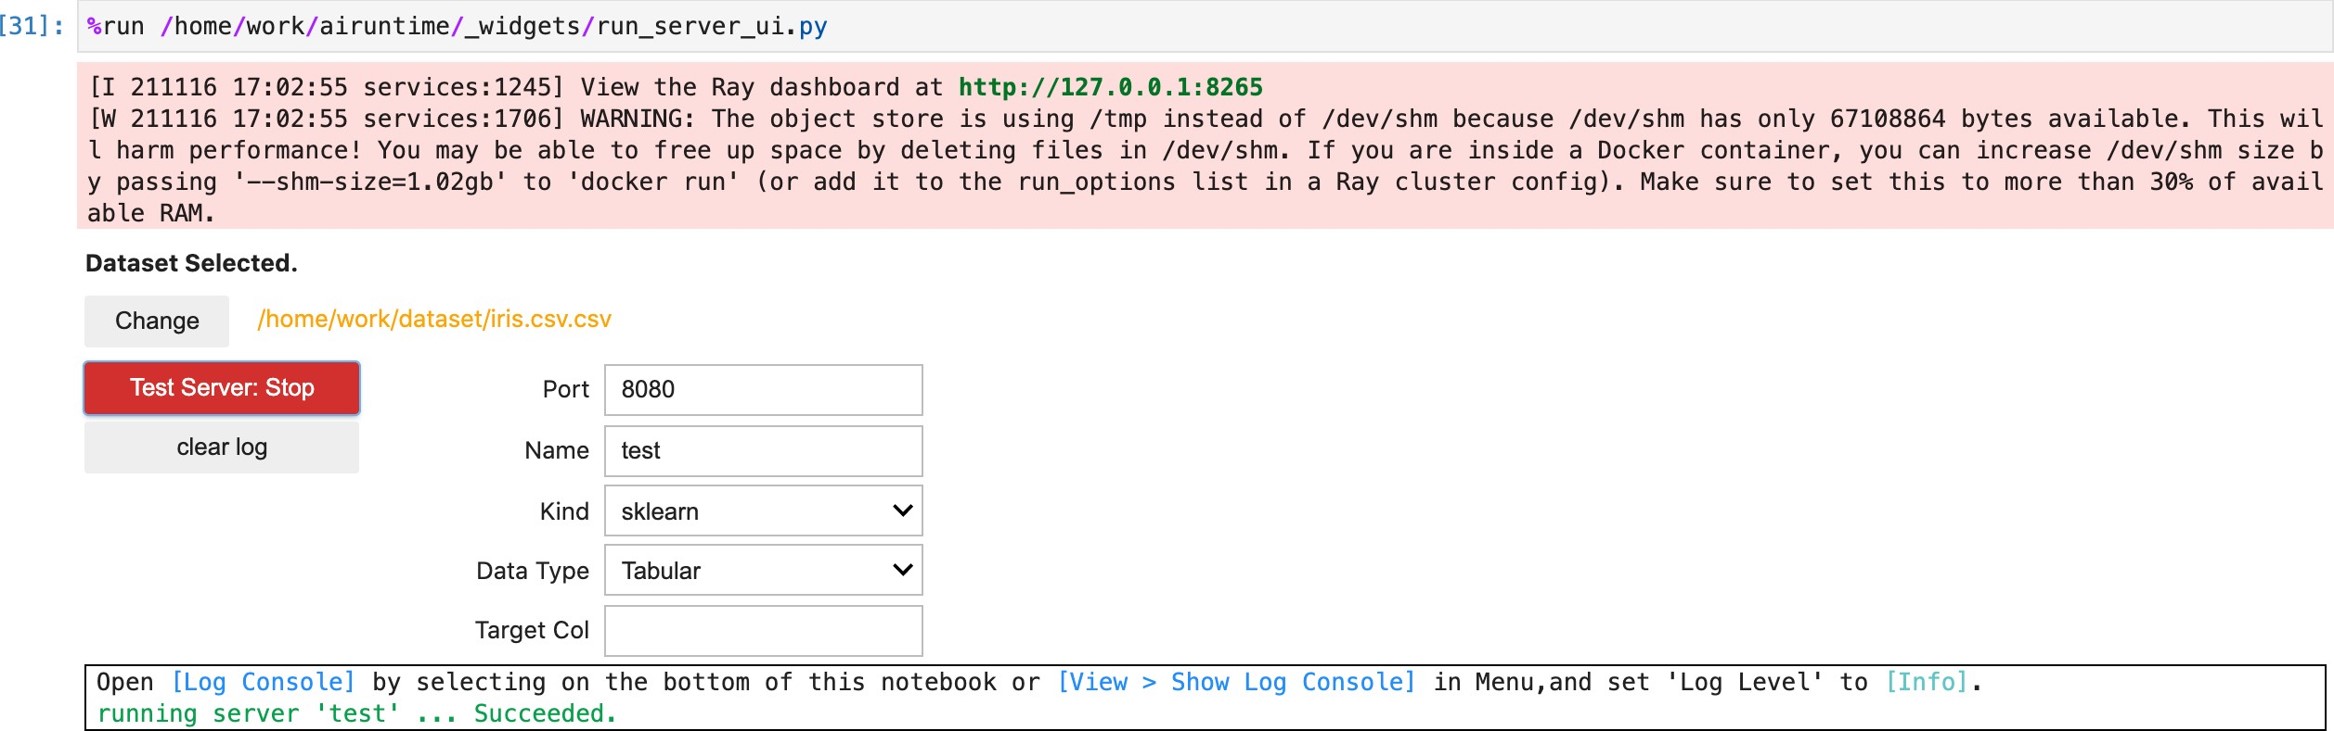 [31]: %run /home/work/airuntime/_widgets/run_server_ui.py
[I 211116 17:02:55 services:1245] View the Ray dashboard at http://127.0.0.1:8265
[W 211116 17:02:55 services:1706] WARNING: The object store is using /tmp instead of /dev/shm because /dev/shm has only 67108864 bytes available. This wil
l harm performance! You may be able to free up space by deleting files in /dev/shm. If you are inside a Docker container, you can increase /dev/shm size b
y passing '--shm-size=1.02gb' to 'docker run' (or add it to the run_options list in a Ray cluster config). Make sure to set this to more than 30% of avail
able RAM.
Dataset Selected.
Change /home/work/dataset/iris.csv.csv
Test Server: Stop Port 8080
clear log Name test
Kind sklearn
Data Type Tabular
Target Col
Open [Log Console] by selecting on the bottom of this notebook or [View > Show Log Console] in Menu,and set 'Log Level' to [Info].
running server 'test' ... Succeeded.